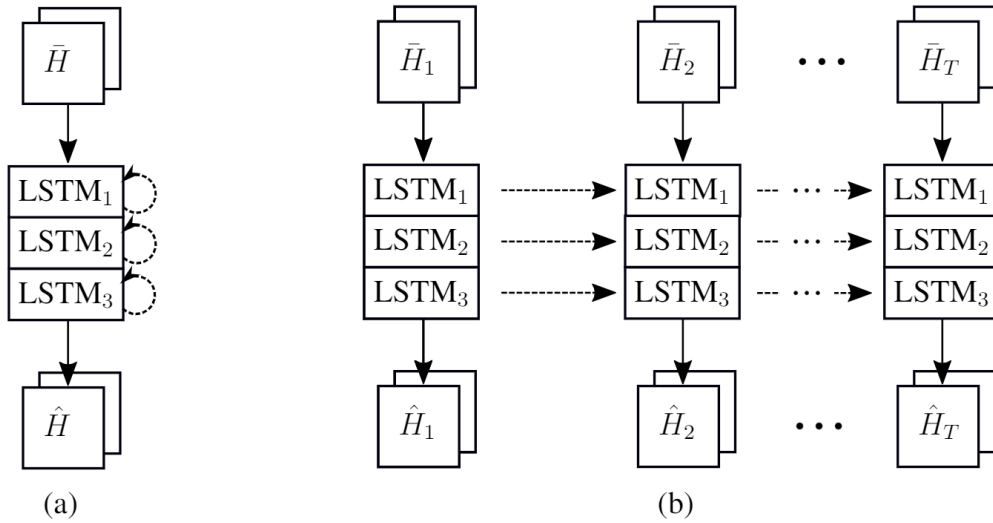 H̄ H̄₁ H̄₂ ... H̄_T
LSTM₁ LSTM₁ LSTM₁ ... LSTM₁
LSTM₂ LSTM₂ LSTM₂ ... LSTM₂
LSTM₃ LSTM₃ LSTM₃ ... LSTM₃
Ĥ Ĥ₁ Ĥ₂ ... Ĥ_T
(a) (b)